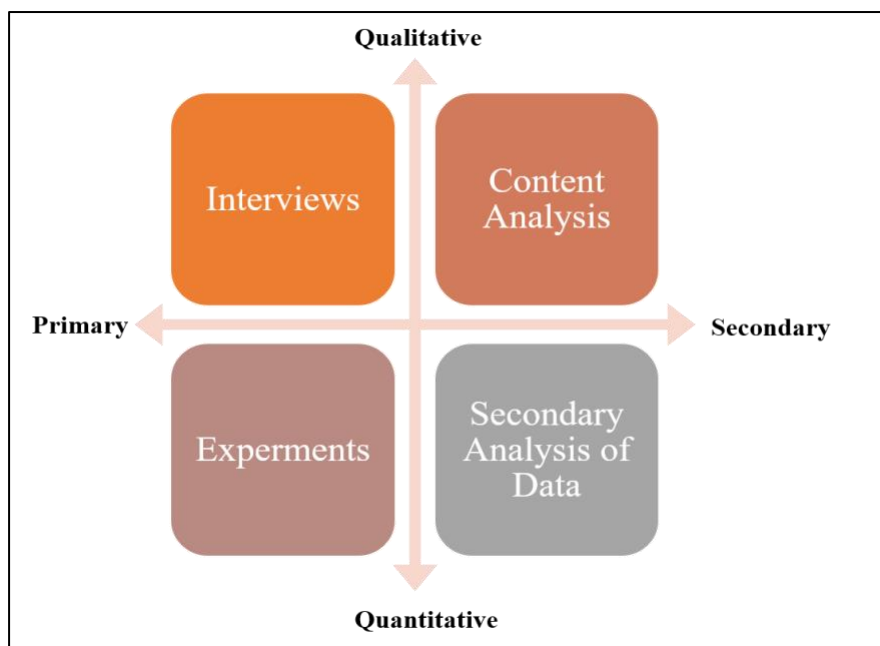 Qualitative
Interviews
Content
Analysis
Primary
Secondary
Experments
Secondary
Analysis of
Data
Quantitative